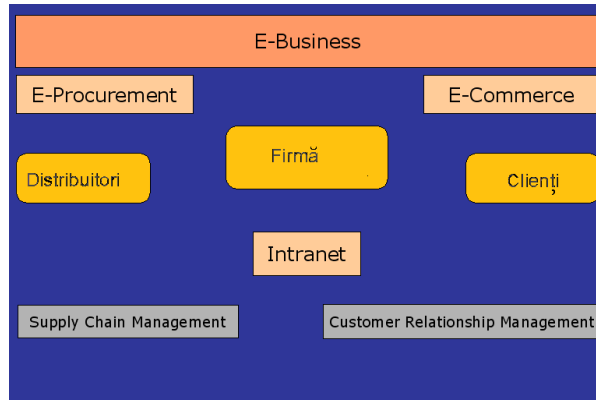 E-Business
E-Procurement
E-Commerce
Firmă
Distribuitori
Clienți
Intranet
Supply Chain Management
Customer Relationship Management